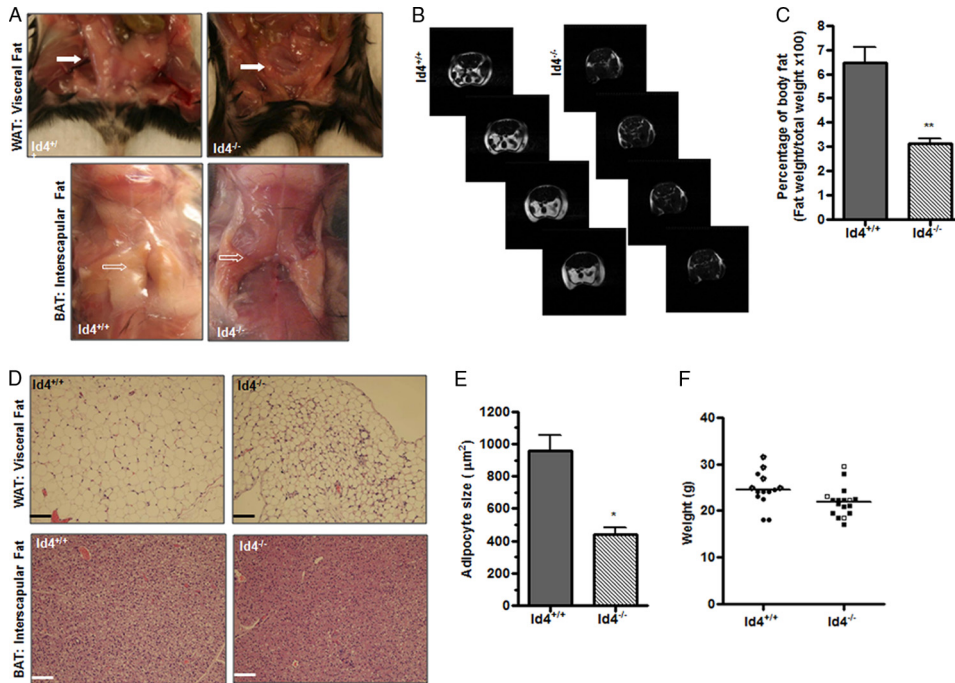 A
WAT: Visceral Fat
Id4+/+
Id4-/-
BAT: Interscapular Fat
Id4+/+
Id4-/-
B
Id4+/+
Id4-/-
C
Percentage of body fat
(Fat weight/total weight x100)
8
7
6
5
4
3
2
1
0
**
Id4+/+
Id4-/-
D
WAT: Visceral Fat
Id4+/+
Id4-/-
BAT: Interscapular Fat
Id4+/+
Id4-/-
E
Adipocyte size ( μm2)
1200
1000
800
600
400
200
0
*
Id4+/+
Id4-/-
F
Weight (g)
40
30
20
10
0
Id4+/+
Id4-/-